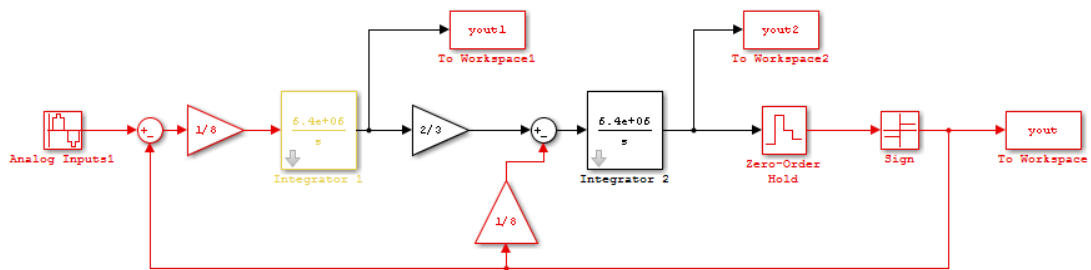 yout1
To Workspace1
yout2
To Workspace2
Analog Inputs1
+
−
1/8
6.4e+06
s
Integrator 1
2/3
+
−
6.4e+06
s
Integrator 2
Zero-Order
Hold
Sign
yout
To Workspace
1/8